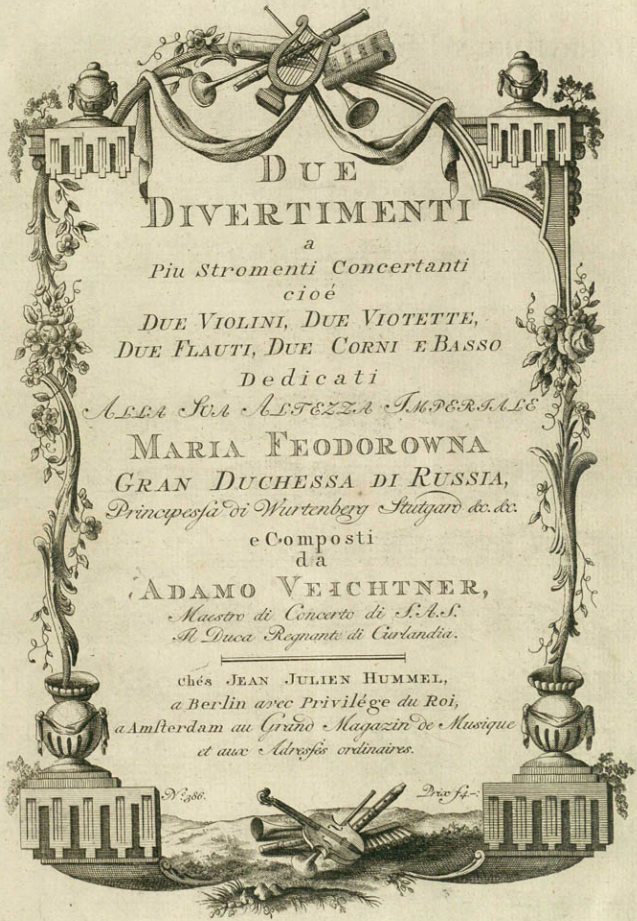 DUE
DIVERTIMENTI
a
Piu Stromenti Concertanti
cioé
DUE VIOLINI, DUE VIOTETTE,
DUE FLAUTI, DUE CORNI E BASSO
Dedicati
ALLA SUA ALTEZZA IMPERIALE
MARIA FEODOROWNA
GRAN DUCHESSA DI RUSSIA,
Principeſsa di Wurtenberg Stutgard &c. &c.
e Composti
da
ADAMO VEICHTNER,
Maestro di Concerto di S.A.S.
Il Duca Regnante di Curlandia.
Chés JEAN JULIEN HUMMEL,
a Berlin avec Privilége du Roi,
a Amſterdam au Grand Magazin de Musique
et aux Adreſsés ordinaires.
N.º 386. Prix f4.-: